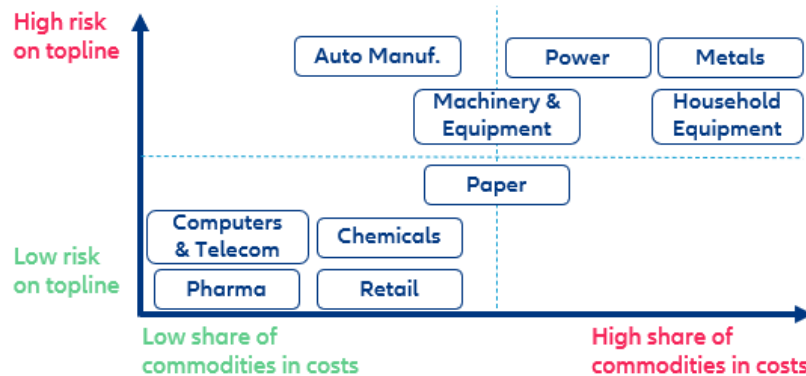 High risk
on topline
Auto Manuf.
Power
Metals
Machinery &
Equipment
Household
Equipment
Paper
Computers
& Telecom
Chemicals
Low risk
on topline
Pharma
Retail
Low share of
commodities in costs
High share of
commodities in costs